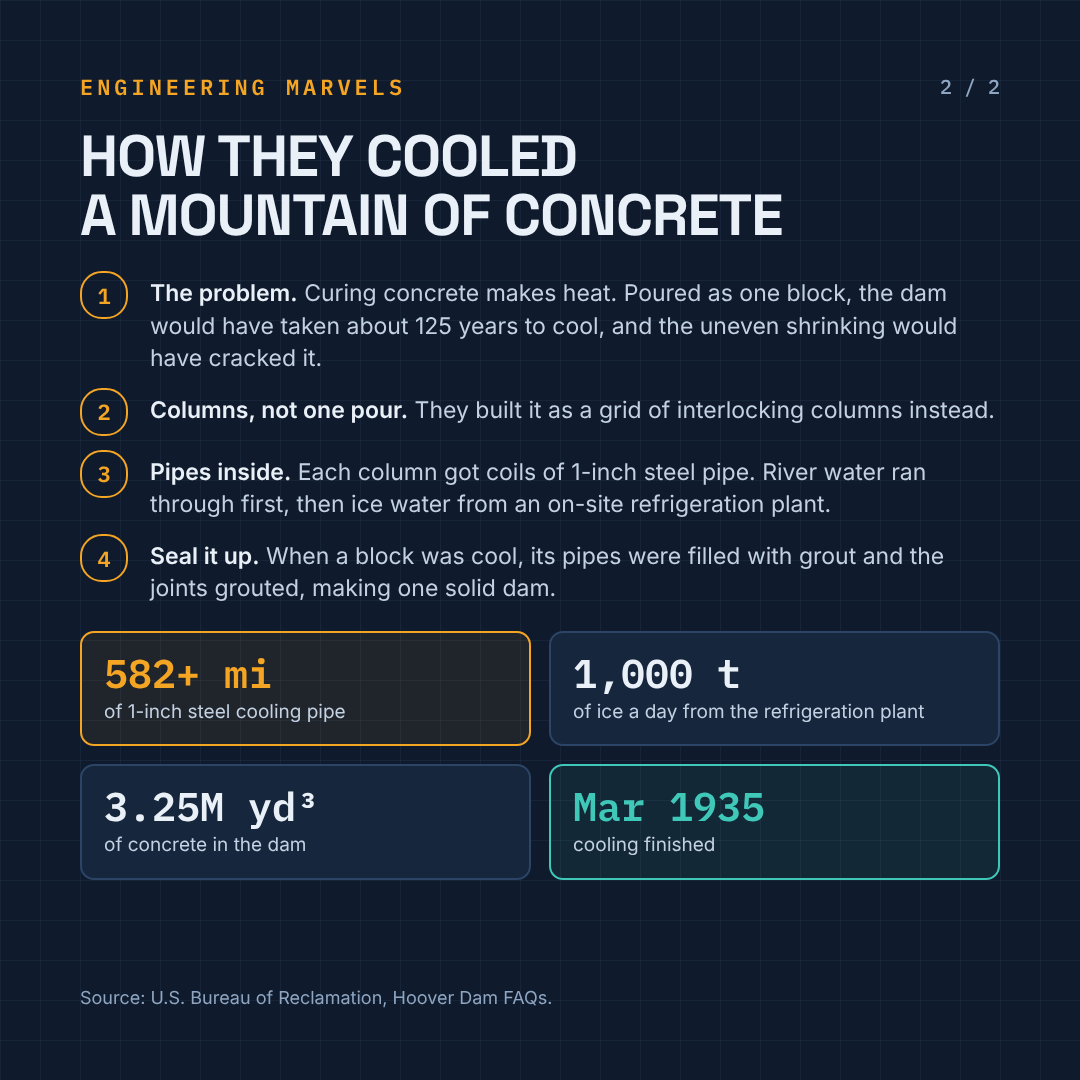 ENGINEERING MARVELS
2 / 2
HOW THEY COOLED
A MOUNTAIN OF CONCRETE
1
The problem. Curing concrete makes heat. Poured as one block, the dam
would have taken about 125 years to cool, and the uneven shrinking would
have cracked it.
2
Columns, not one pour. They built it as a grid of interlocking columns instead.
3
Pipes inside. Each column got coils of 1-inch steel pipe. River water ran
through first, then ice water from an on-site refrigeration plant.
4
Seal it up. When a block was cool, its pipes were filled with grout and the
joints grouted, making one solid dam.
582+ mi
of 1-inch steel cooling pipe
1,000 t
of ice a day from the refrigeration plant
3.25M yd³
of concrete in the dam
Mar 1935
cooling finished
Source: U.S. Bureau of Reclamation, Hoover Dam FAQs.